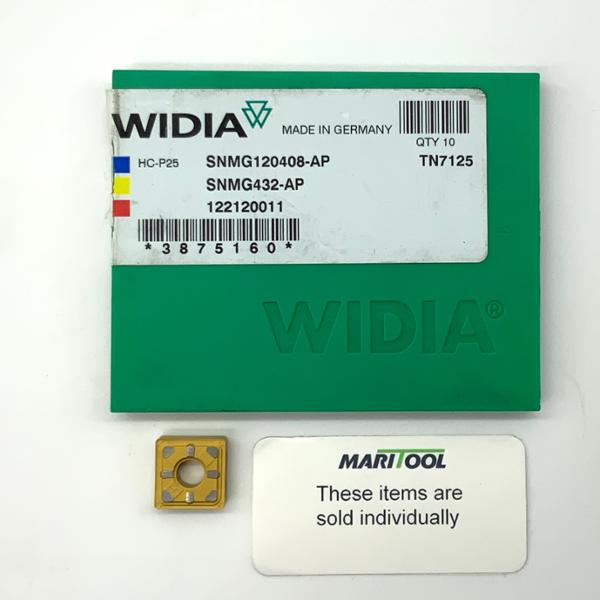 WIDIA
MADE IN GERMANY
QTY 10
HC-P25 SNMG120408-AP TN7125
SNMG432-AP
122120011
*3875160*
WIDIA®
MARITOOL
These items are
sold individually